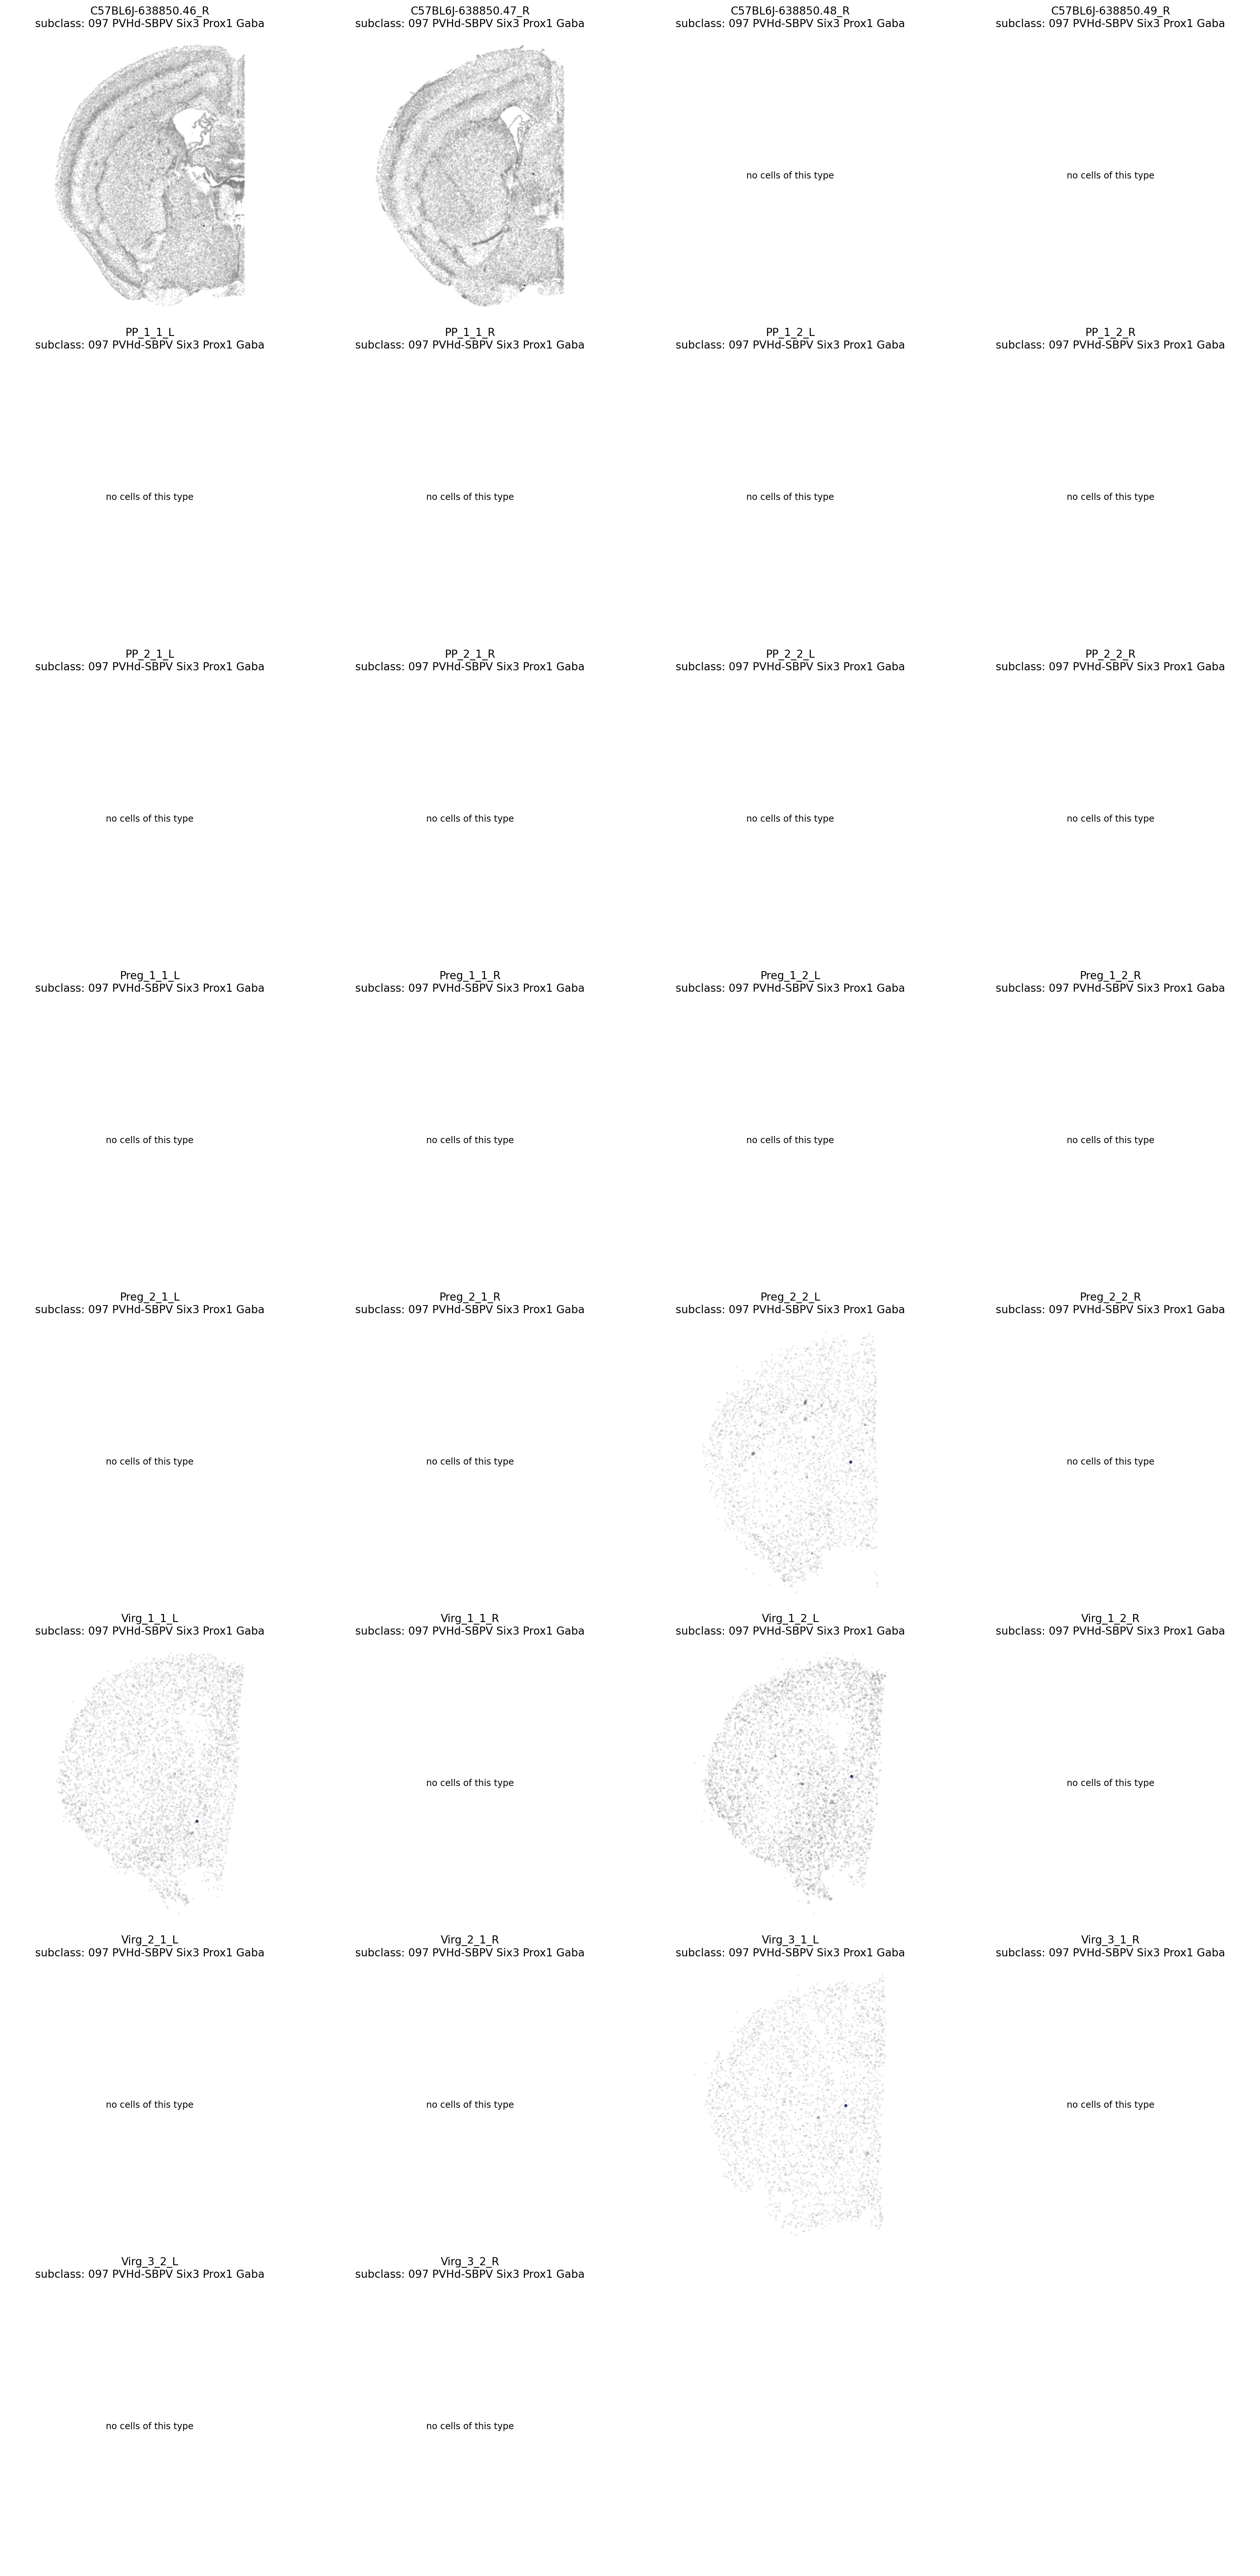 C57BL6J-638850.46_R
subclass: 097 PVHd-SBPV Six3 Prox1 Gaba
C57BL6J-638850.47_R
subclass: 097 PVHd-SBPV Six3 Prox1 Gaba
C57BL6J-638850.48_R
subclass: 097 PVHd-SBPV Six3 Prox1 Gaba
no cells of this type
C57BL6J-638850.49_R
subclass: 097 PVHd-SBPV Six3 Prox1 Gaba
no cells of this type
PP_1_1_L
subclass: 097 PVHd-SBPV Six3 Prox1 Gaba
no cells of this type
PP_1_1_R
subclass: 097 PVHd-SBPV Six3 Prox1 Gaba
no cells of this type
PP_1_2_L
subclass: 097 PVHd-SBPV Six3 Prox1 Gaba
no cells of this type
PP_1_2_R
subclass: 097 PVHd-SBPV Six3 Prox1 Gaba
no cells of this type
PP_2_1_L
subclass: 097 PVHd-SBPV Six3 Prox1 Gaba
no cells of this type
PP_2_1_R
subclass: 097 PVHd-SBPV Six3 Prox1 Gaba
no cells of this type
PP_2_2_L
subclass: 097 PVHd-SBPV Six3 Prox1 Gaba
no cells of this type
PP_2_2_R
subclass: 097 PVHd-SBPV Six3 Prox1 Gaba
no cells of this type
Preg_1_1_L
subclass: 097 PVHd-SBPV Six3 Prox1 Gaba
no cells of this type
Preg_1_1_R
subclass: 097 PVHd-SBPV Six3 Prox1 Gaba
no cells of this type
Preg_1_2_L
subclass: 097 PVHd-SBPV Six3 Prox1 Gaba
no cells of this type
Preg_1_2_R
subclass: 097 PVHd-SBPV Six3 Prox1 Gaba
no cells of this type
Preg_2_1_L
subclass: 097 PVHd-SBPV Six3 Prox1 Gaba
no cells of this type
Preg_2_1_R
subclass: 097 PVHd-SBPV Six3 Prox1 Gaba
no cells of this type
Preg_2_2_L
subclass: 097 PVHd-SBPV Six3 Prox1 Gaba
Preg_2_2_R
subclass: 097 PVHd-SBPV Six3 Prox1 Gaba
no cells of this type
Virg_1_1_L
subclass: 097 PVHd-SBPV Six3 Prox1 Gaba
Virg_1_1_R
subclass: 097 PVHd-SBPV Six3 Prox1 Gaba
no cells of this type
Virg_1_2_L
subclass: 097 PVHd-SBPV Six3 Prox1 Gaba
Virg_1_2_R
subclass: 097 PVHd-SBPV Six3 Prox1 Gaba
no cells of this type
Virg_2_1_L
subclass: 097 PVHd-SBPV Six3 Prox1 Gaba
no cells of this type
Virg_2_1_R
subclass: 097 PVHd-SBPV Six3 Prox1 Gaba
no cells of this type
Virg_3_1_L
subclass: 097 PVHd-SBPV Six3 Prox1 Gaba
Virg_3_1_R
subclass: 097 PVHd-SBPV Six3 Prox1 Gaba
no cells of this type
Virg_3_2_L
subclass: 097 PVHd-SBPV Six3 Prox1 Gaba
no cells of this type
Virg_3_2_R
subclass: 097 PVHd-SBPV Six3 Prox1 Gaba
no cells of this type